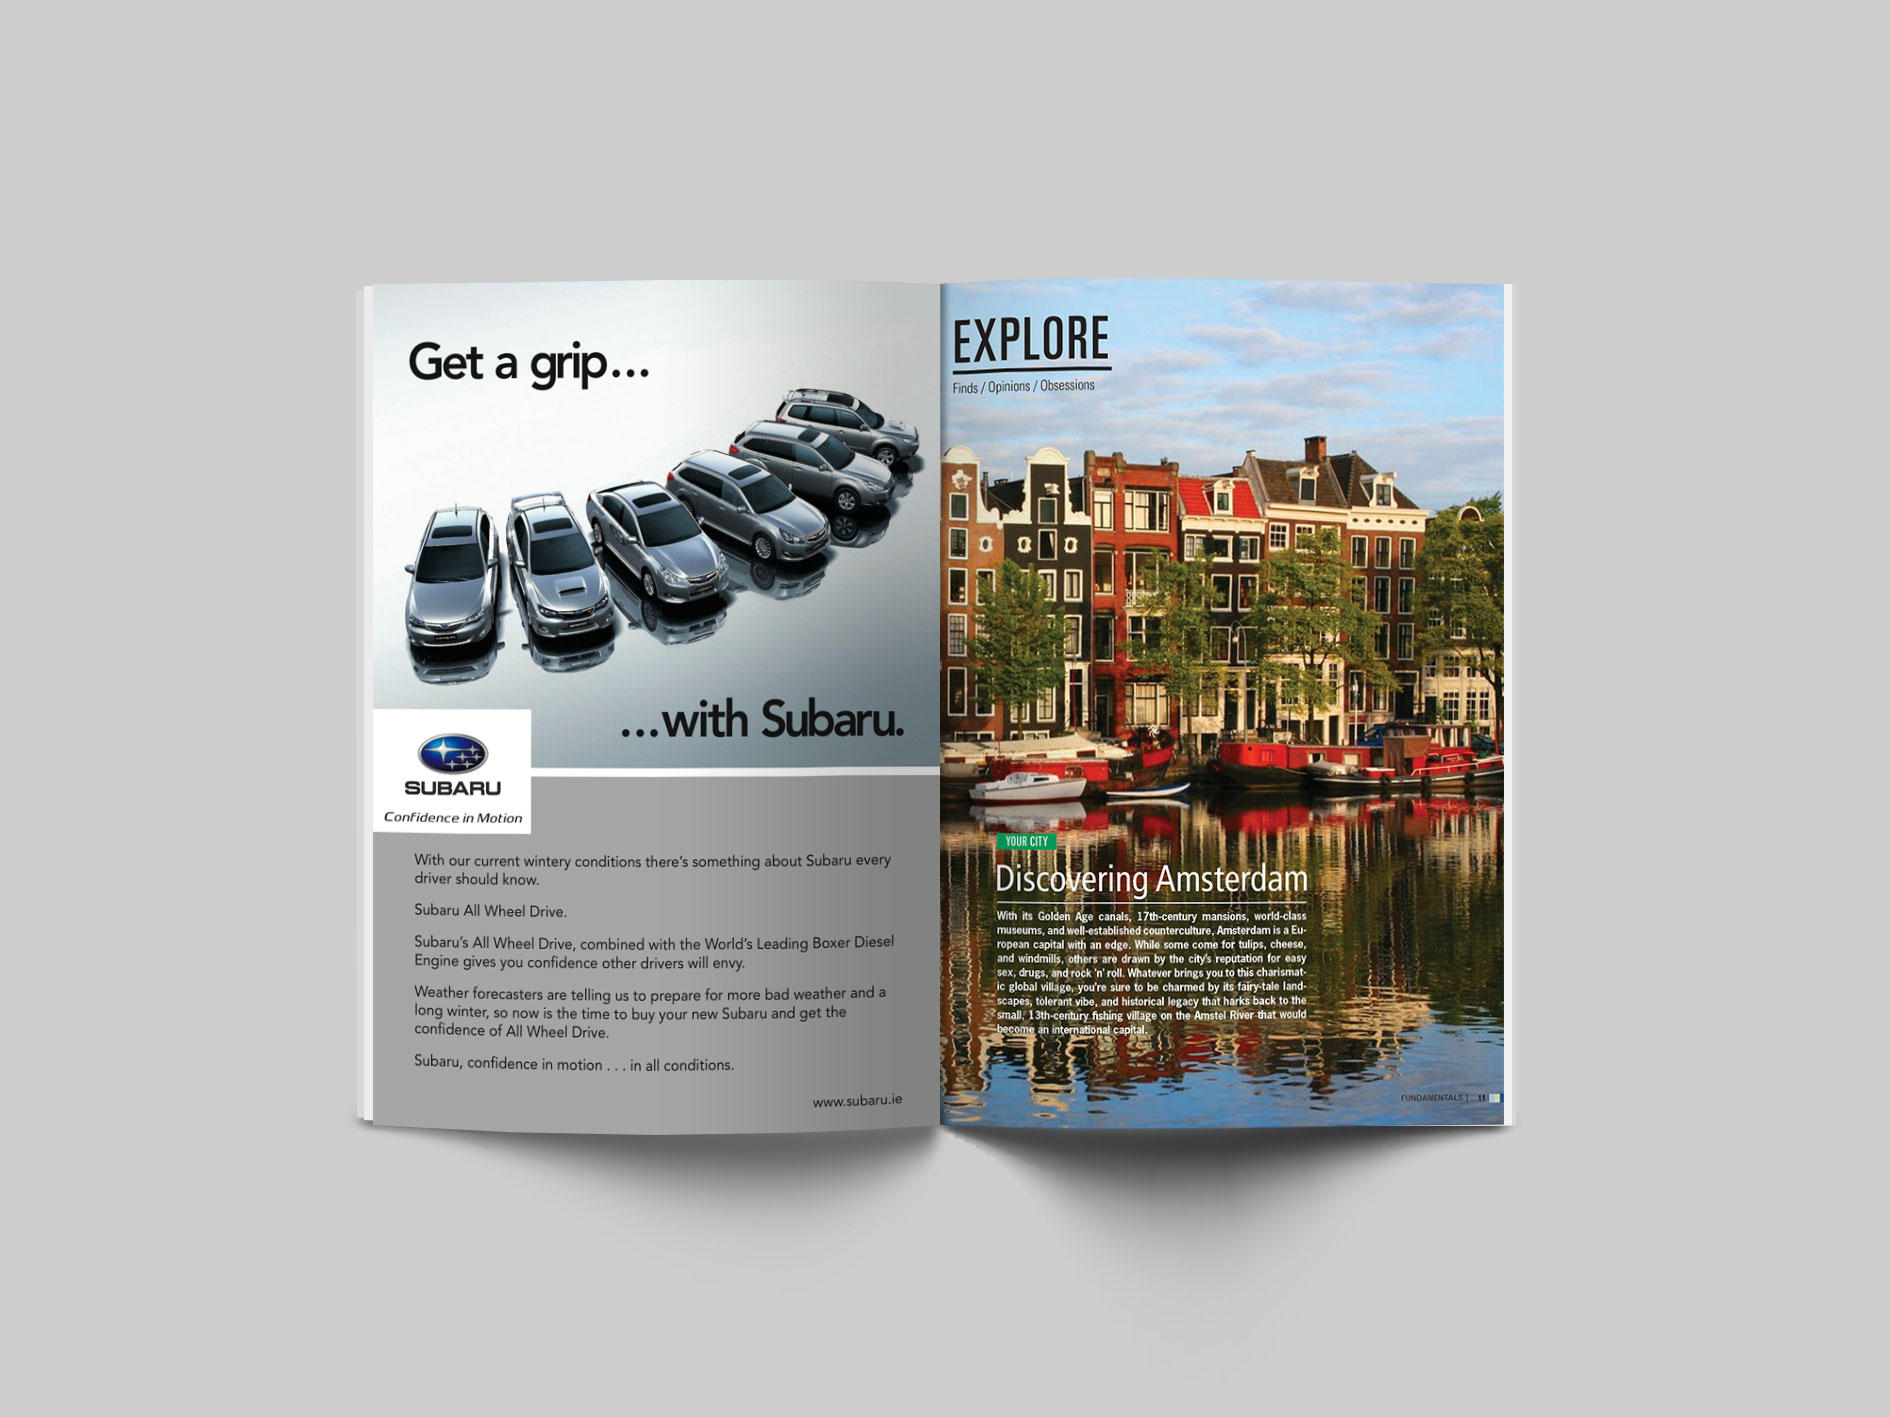 Get a grip...
...with Subaru.
SUBARU
Confidence in Motion
With our current wintery conditions there's something about Subaru every
driver should know.
Subaru All Wheel Drive.
Subaru's All Wheel Drive, combined with the World's Leading Boxer Diesel
Engine gives you confidence other drivers will envy.
Weather forecasters are telling us to prepare for more bad weather and a
long winter, so now is the time to buy your new Subaru and get the
confidence of All Wheel Drive.
Subaru, confidence in motion . . . in all conditions.
www.subaru.ie
EXPLORE
Finds / Opinions / Obsessions
YOUR CITY
Discovering Amsterdam
With its Golden Age canals, 17th-century mansions, world-class
museums, and well-established counterculture, Amsterdam is a Eu-
ropean capital with an edge. While some come for tulips, cheese,
and windmills, others are drawn by the city's reputation for easy
sex, drugs, and rock 'n' roll. Whatever brings you to this charismat-
ic global village, you're sure to be charmed by its fairy-tale land-
scapes, tolerant vibe, and historical legacy that harks back to the
small, 13th-century fishing village on the Amstel River that would
become an international capital.
FUNDAMENTALS | 11